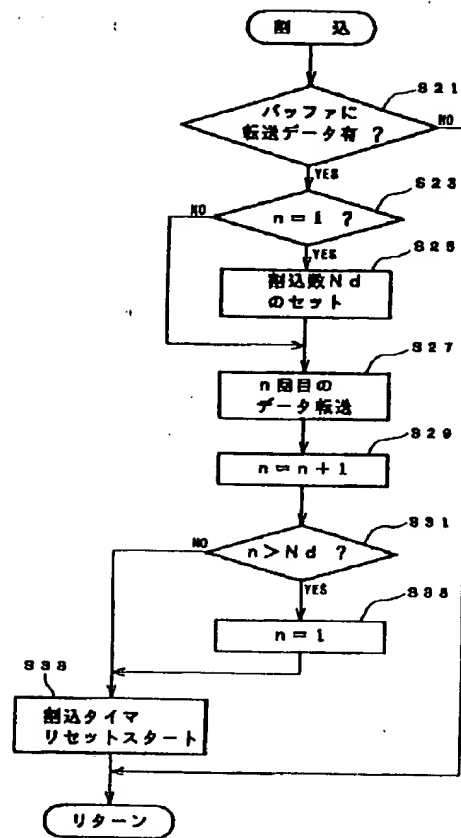 割　込
S21
バッファに
転送データ有　?
NO
YES
S23
n=1　?
NO
YES
S25
割込数Nd
のセット
S27
n回目の
データ転送
S29
n=n+1
S31
n>Nd　?
NO
YES
S35
n=1
S33
割込タイマ
リセットスタート
リターン